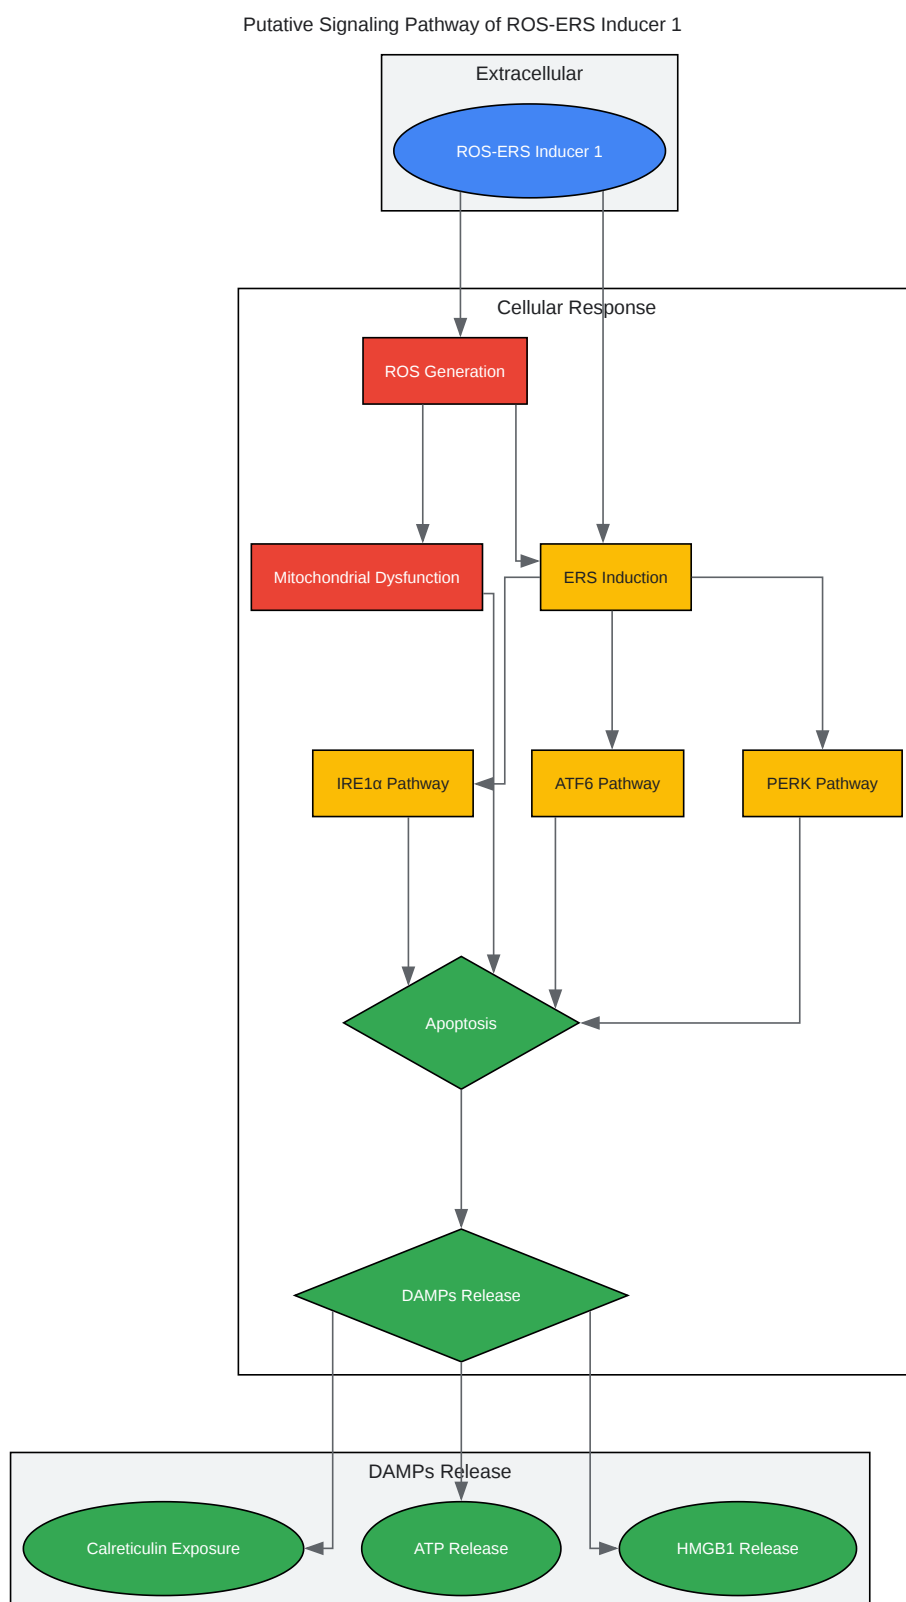 Putative Signaling Pathway of ROS-ERS Inducer 1
Extracellular
ROS-ERS Inducer 1
Cellular Response
ROS Generation
Mitochondrial Dysfunction
ERS Induction
IRE1α Pathway
ATF6 Pathway
PERK Pathway
Apoptosis
DAMPs Release
DAMPs Release
Calreticulin Exposure
ATP Release
HMGB1 Release